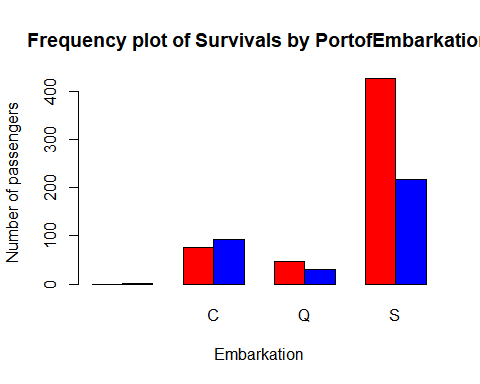 Frequency plot of Survivals by PortofEmbarkation
Number of passengers
400
300
200
100
0
C Q S
Embarkation